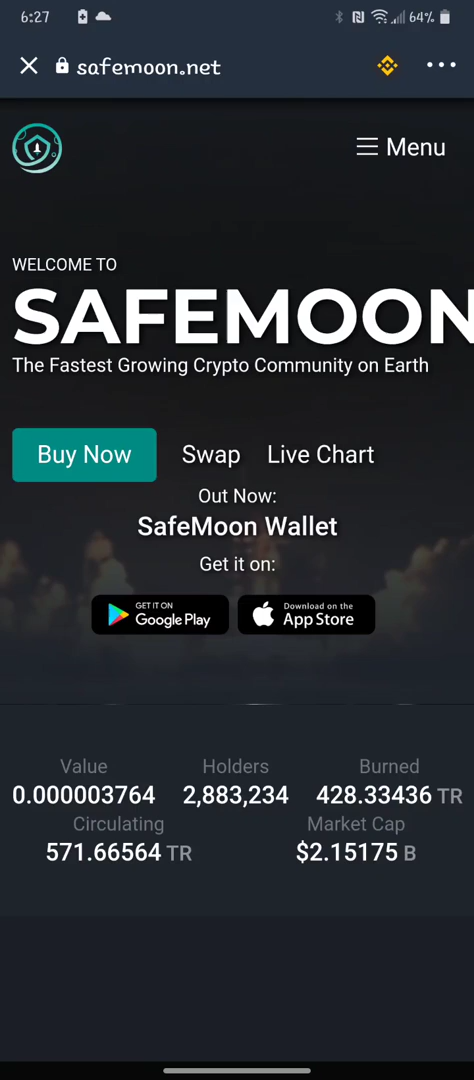 6:27
64%
safemoon.net
Menu
WELCOME TO
SAFEMOON
The Fastest Growing Crypto Community on Earth
Buy Now Swap Live Chart
Out Now:
SafeMoon Wallet
Get it on:
GET IT ON Download on the
Google Play App Store
Value Holders Burned
0.000003764 2,883,234 428.33436 TR
Circulating Market Cap
571.66564 TR $2.15175 B